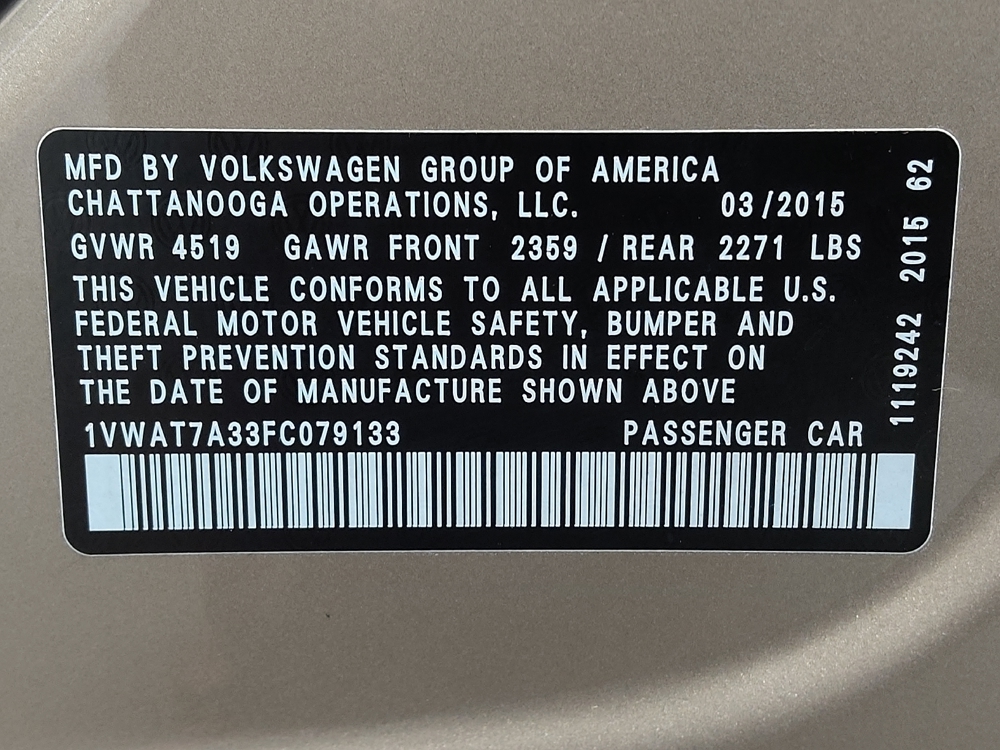 MFD BY VOLKSWAGEN GROUP OF AMERICA
CHATTANOOGA OPERATIONS, LLC. 03/2015
GVWR 4519 GAWR FRONT 2359 / REAR 2271 LBS
THIS VEHICLE CONFORMS TO ALL APPLICABLE U.S.
FEDERAL MOTOR VEHICLE SAFETY, BUMPER AND
THEFT PREVENTION STANDARDS IN EFFECT ON
THE DATE OF MANUFACTURE SHOWN ABOVE
1VWAT7A33FC079133 PASSENGER CAR
1119242 2015 62